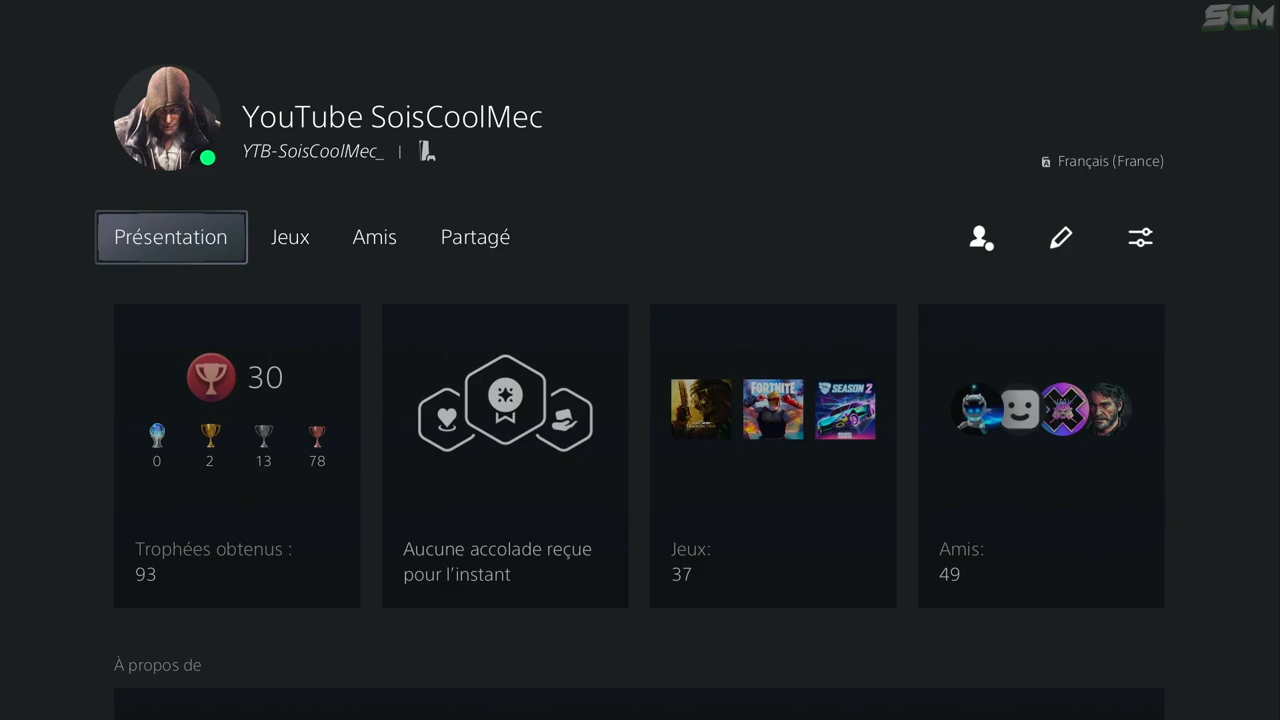 SCM
YouTube SoisCoolMec
YTB-SoisCoolMec_ |
Français (France)
Présentation
Jeux
Amis
Partagé
30
0
2
13
78
FORTNITE
SEASON 2
Trophées obtenus :
93
Aucune accolade reçue
pour l'instant
Jeux:
37
Amis:
49
À propos de